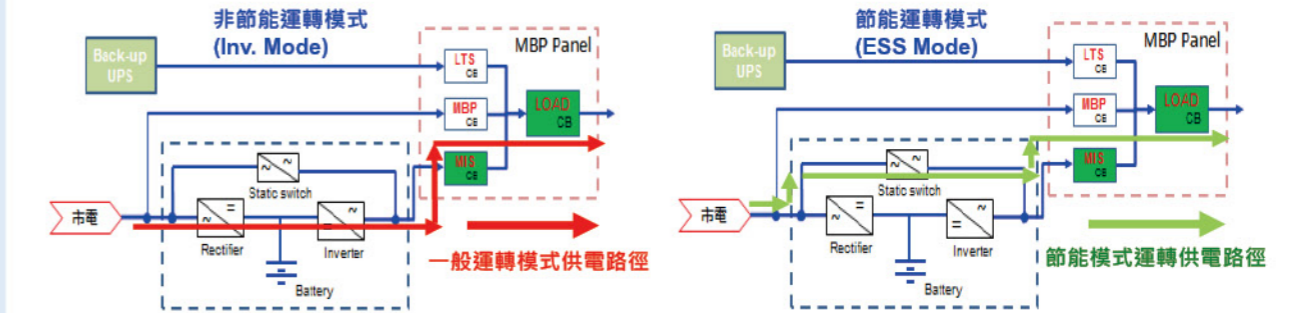 非節能運轉模式
(Inv. Mode)
MBP Panel
Back-up
UPS
LTS
CB
MBP
CB
LOAD
CB
MIS
CB
Static switch
市電
Rectifier
Inverter
Battery
一般運轉模式供電路徑
節能運轉模式
(ESS Mode)
MBP Panel
Back-up
UPS
LTS
CB
MBP
CB
LOAD
CB
MIS
CB
Static switch
市電
Rectifier
Inverter
Battery
節能模式運轉供電路徑